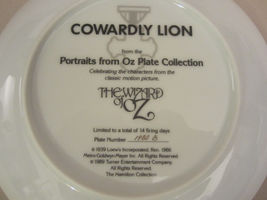 COWARDLY LION
from the
Portraits from Oz Plate Collection
Celebrating the characters from the
classic motion picture.
THE WIZARD
of OZ
Limited to a total of 14 firing days
Plate Number
© 1939 Loew's Incorporated, Ren. 1966
Metro-Goldwyn-Mayer Inc. All Rights Reserved
© 1989 Turner Entertainment Company.
All Rights Reserved.
The Hamilton Collection